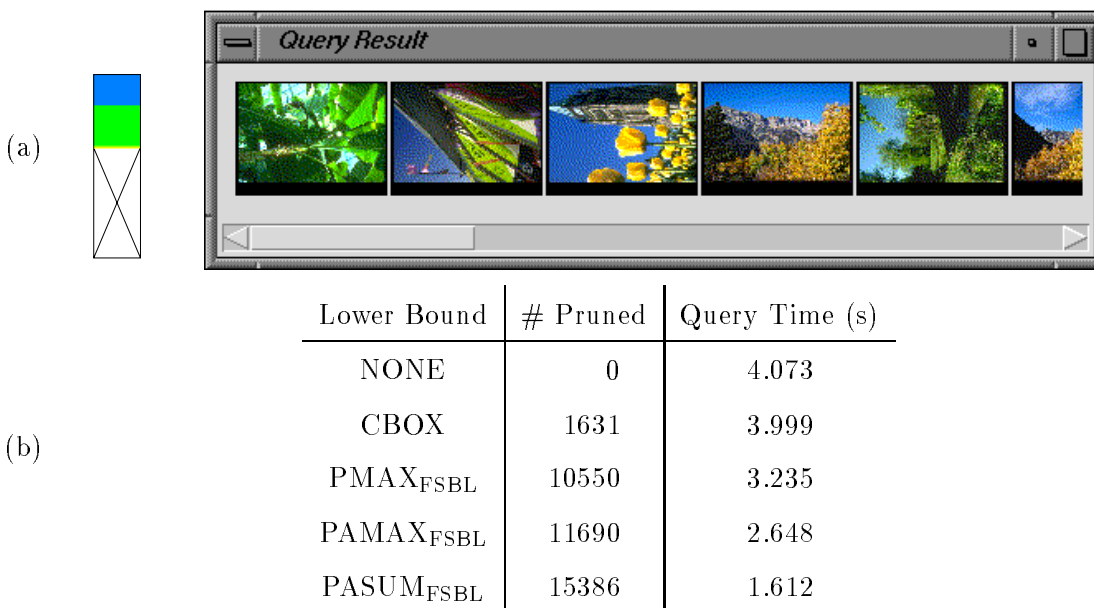 Query Result
(a)
Lower Bound # Pruned Query Time (s)
NONE 0 4.073
CBOX 1631 3.999
(b)
PMAX_FSBL 10550 3.235
PAMAX_FSBL 11690 2.648
PASUM_FSBL 15386 1.612